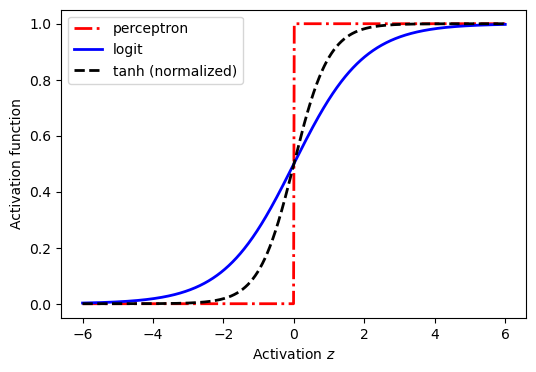 perceptron
logit
tanh (normalized)
1.0
0.8
0.6
0.4
0.2
0.0
Activation function
−6 −4 −2 0 2 4 6
Activation z